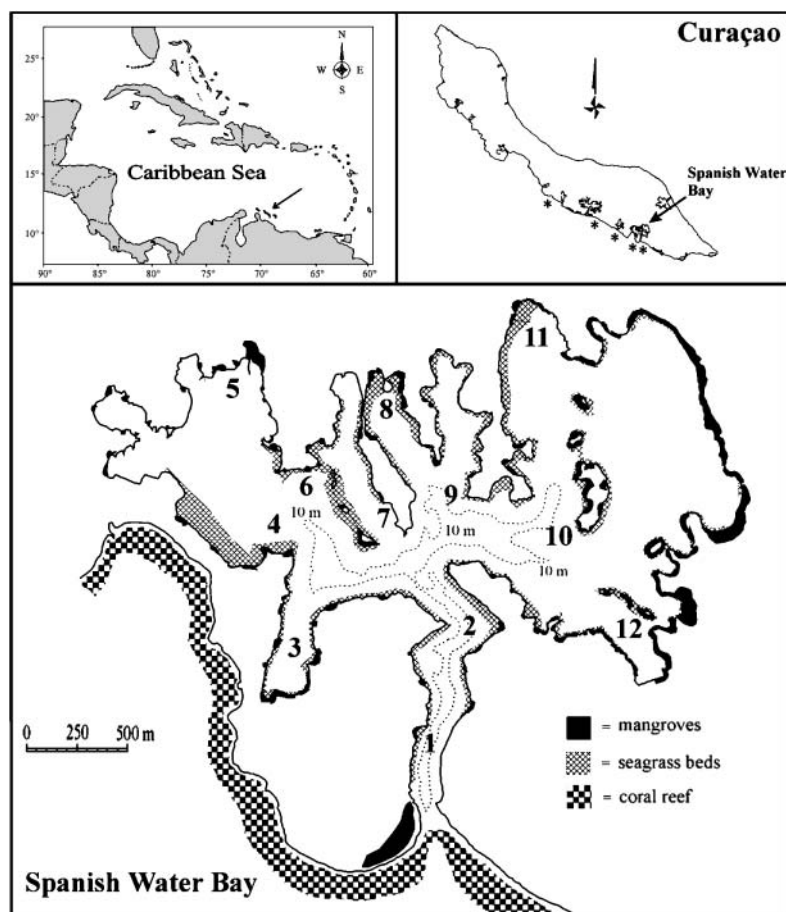 25°
20°
15°
10°
90°
85°
80°
75°
70°
65°
60°
N
W
E
S
Caribbean Sea
Curaçao
Spanish Water
Bay
*
*
*
* *
11
5
8
6
9
7
10 m
4
10 m
10
10 m
2
12
3
1
0 250 500 m
= mangroves
= seagrass beds
= coral reef
Spanish Water Bay